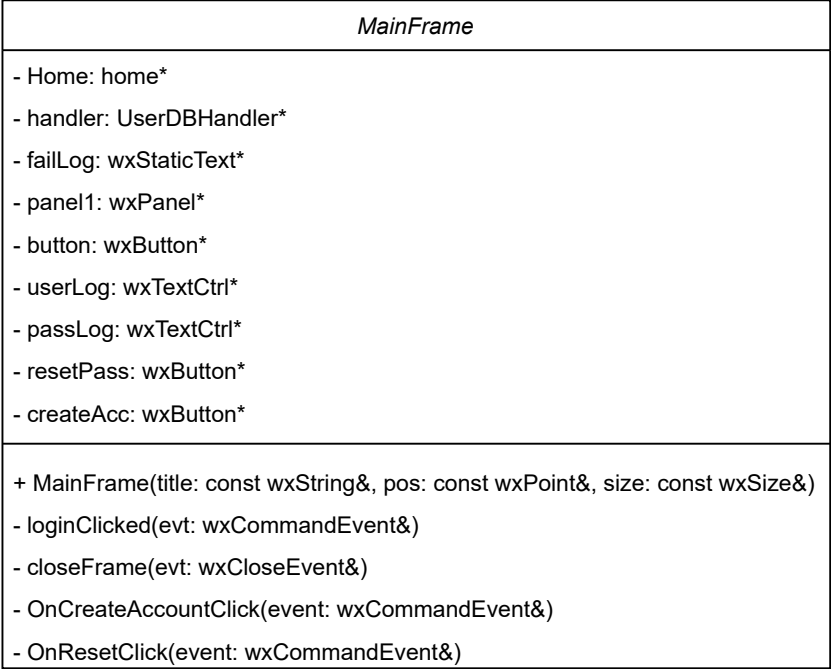 MainFrame
- Home: home*
- handler: UserDBHandler*
- failLog: wxStaticText*
- panel1: wxPanel*
- button: wxButton*
- userLog: wxTextCtrl*
- passLog: wxTextCtrl*
- resetPass: wxButton*
- createAcc: wxButton*
+ MainFrame(title: const wxString&, pos: const wxPoint&, size: const wxSize&)
- loginClicked(evt: wxCommandEvent&)
- closeFrame(evt: wxCloseEvent&)
- OnCreateAccountClick(event: wxCommandEvent&)
- OnResetClick(event: wxCommandEvent&)